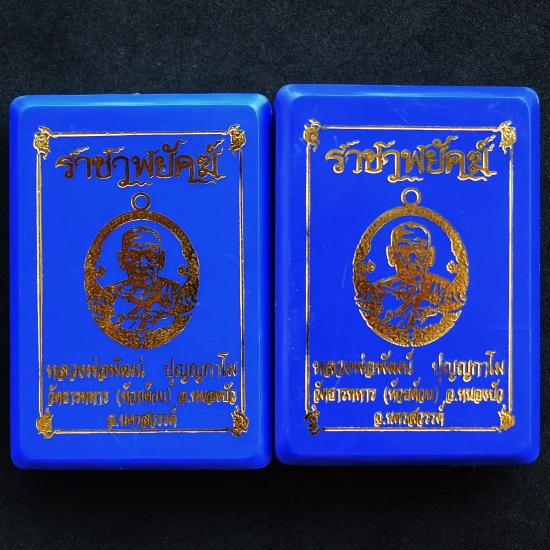 ราชาพยัคฆ์
หลวงพ่อพัฒน์ ปุญญกาโม
วัดธารทหาร (ห้วยด้วน) อ.หนองบัว
จ.นครสวรรค์
ราชาพยัคฆ์
หลวงพ่อพัฒน์ ปุญญกาโม
วัดธารทหาร (ห้วยด้วน) อ.หนองบัว
จ.นครสวรรค์